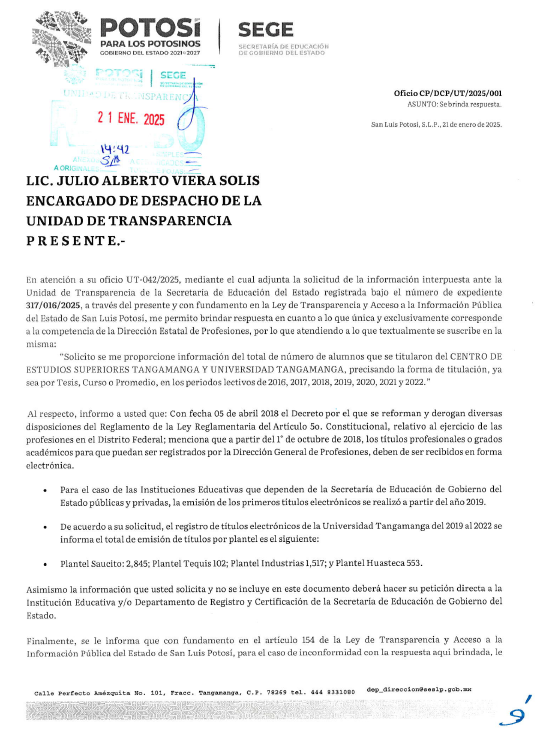 POTOSÍ
PARA LOS POTOSINOS
GOBIERNO DEL ESTADO 2021-2027
SEGE
SECRETARÍA DE EDUCACIÓN
DE GOBIERNO DEL ESTADO
POTOSÍ SEGE
UNIDAD DE TRANSPARENCIA
21 ENE. 2025
14:42
Oficio CP/DCP/UT/2025/001
ASUNTO: Se brinda respuesta.
San Luis Potosí, S.L.P., 21 de enero de 2025.
LIC. JULIO ALBERTO VIERA SOLIS
ENCARGADO DE DESPACHO DE LA
UNIDAD DE TRANSPARENCIA
P R E S E N T E.-
En atención a su oficio UT-042/2025, mediante el cual adjunta la solicitud de la información interpuesta ante la
Unidad de Transparencia de la Secretaría de Educación del Estado registrada bajo el número de expediente
317/016/2025, a través del presente y con fundamento en la Ley de Transparencia y Acceso a la Información Pública
del Estado de San Luis Potosí, me permito brindar respuesta en cuanto a lo que única y exclusivamente corresponde
a la competencia de la Dirección Estatal de Profesiones, por lo que atendiendo a lo que textualmente se suscribe en la
misma:
"Solicito se me proporcione información del total de número de alumnos que se titularon del CENTRO DE
ESTUDIOS SUPERIORES TANGAMANGA Y UNIVERSIDAD TANGAMANGA, precisando la forma de titulación, ya
sea por Tesis, Curso o Promedio, en los periodos lectivos de 2016, 2017, 2018, 2019, 2020, 2021 y 2022."
Al respecto, informo a usted que: Con fecha 05 de abril 2018 el Decreto por el que se reforman y derogan diversas
disposiciones del Reglamento de la Ley Reglamentaria del Artículo 5o. Constitucional, relativo al ejercicio de las
profesiones en el Distrito Federal; menciona que a partir del 1° de octubre de 2018, los títulos profesionales o grados
académicos para que puedan ser registrados por la Dirección General de Profesiones, deben de ser recibidos en forma
electrónica.
• Para el caso de las Instituciones Educativas que dependen de la Secretaría de Educación de Gobierno del
Estado públicas y privadas, la emisión de los primeros títulos electrónicos se realizó a partir del año 2019.
• De acuerdo a su solicitud, el registro de títulos electrónicos de la Universidad Tangamanga del 2019 al 2022 se
informa el total de emisión de títulos por plantel es el siguiente:
• Plantel Saucito: 2,845; Plantel Tequis 102; Plantel Industrias 1,517; y Plantel Huasteca 553.
Asimismo la información que usted solicita y no se incluye en este documento deberá hacer su petición directa a la
Institución Educativa y/o Departamento de Registro y Certificación de la Secretaría de Educación de Gobierno del
Estado.
Finalmente, se le informa que con fundamento en el artículo 154 de la Ley de Transparencia y Acceso a la
Información Pública del Estado de San Luis Potosí, para el caso de inconformidad con la respuesta aquí brindada, le
Calle Perfecto Amézquita No. 101, Fracc. Tangamanga, C.P. 78269 tel. 444 8331080 dep_direccion@seslp.gob.mx